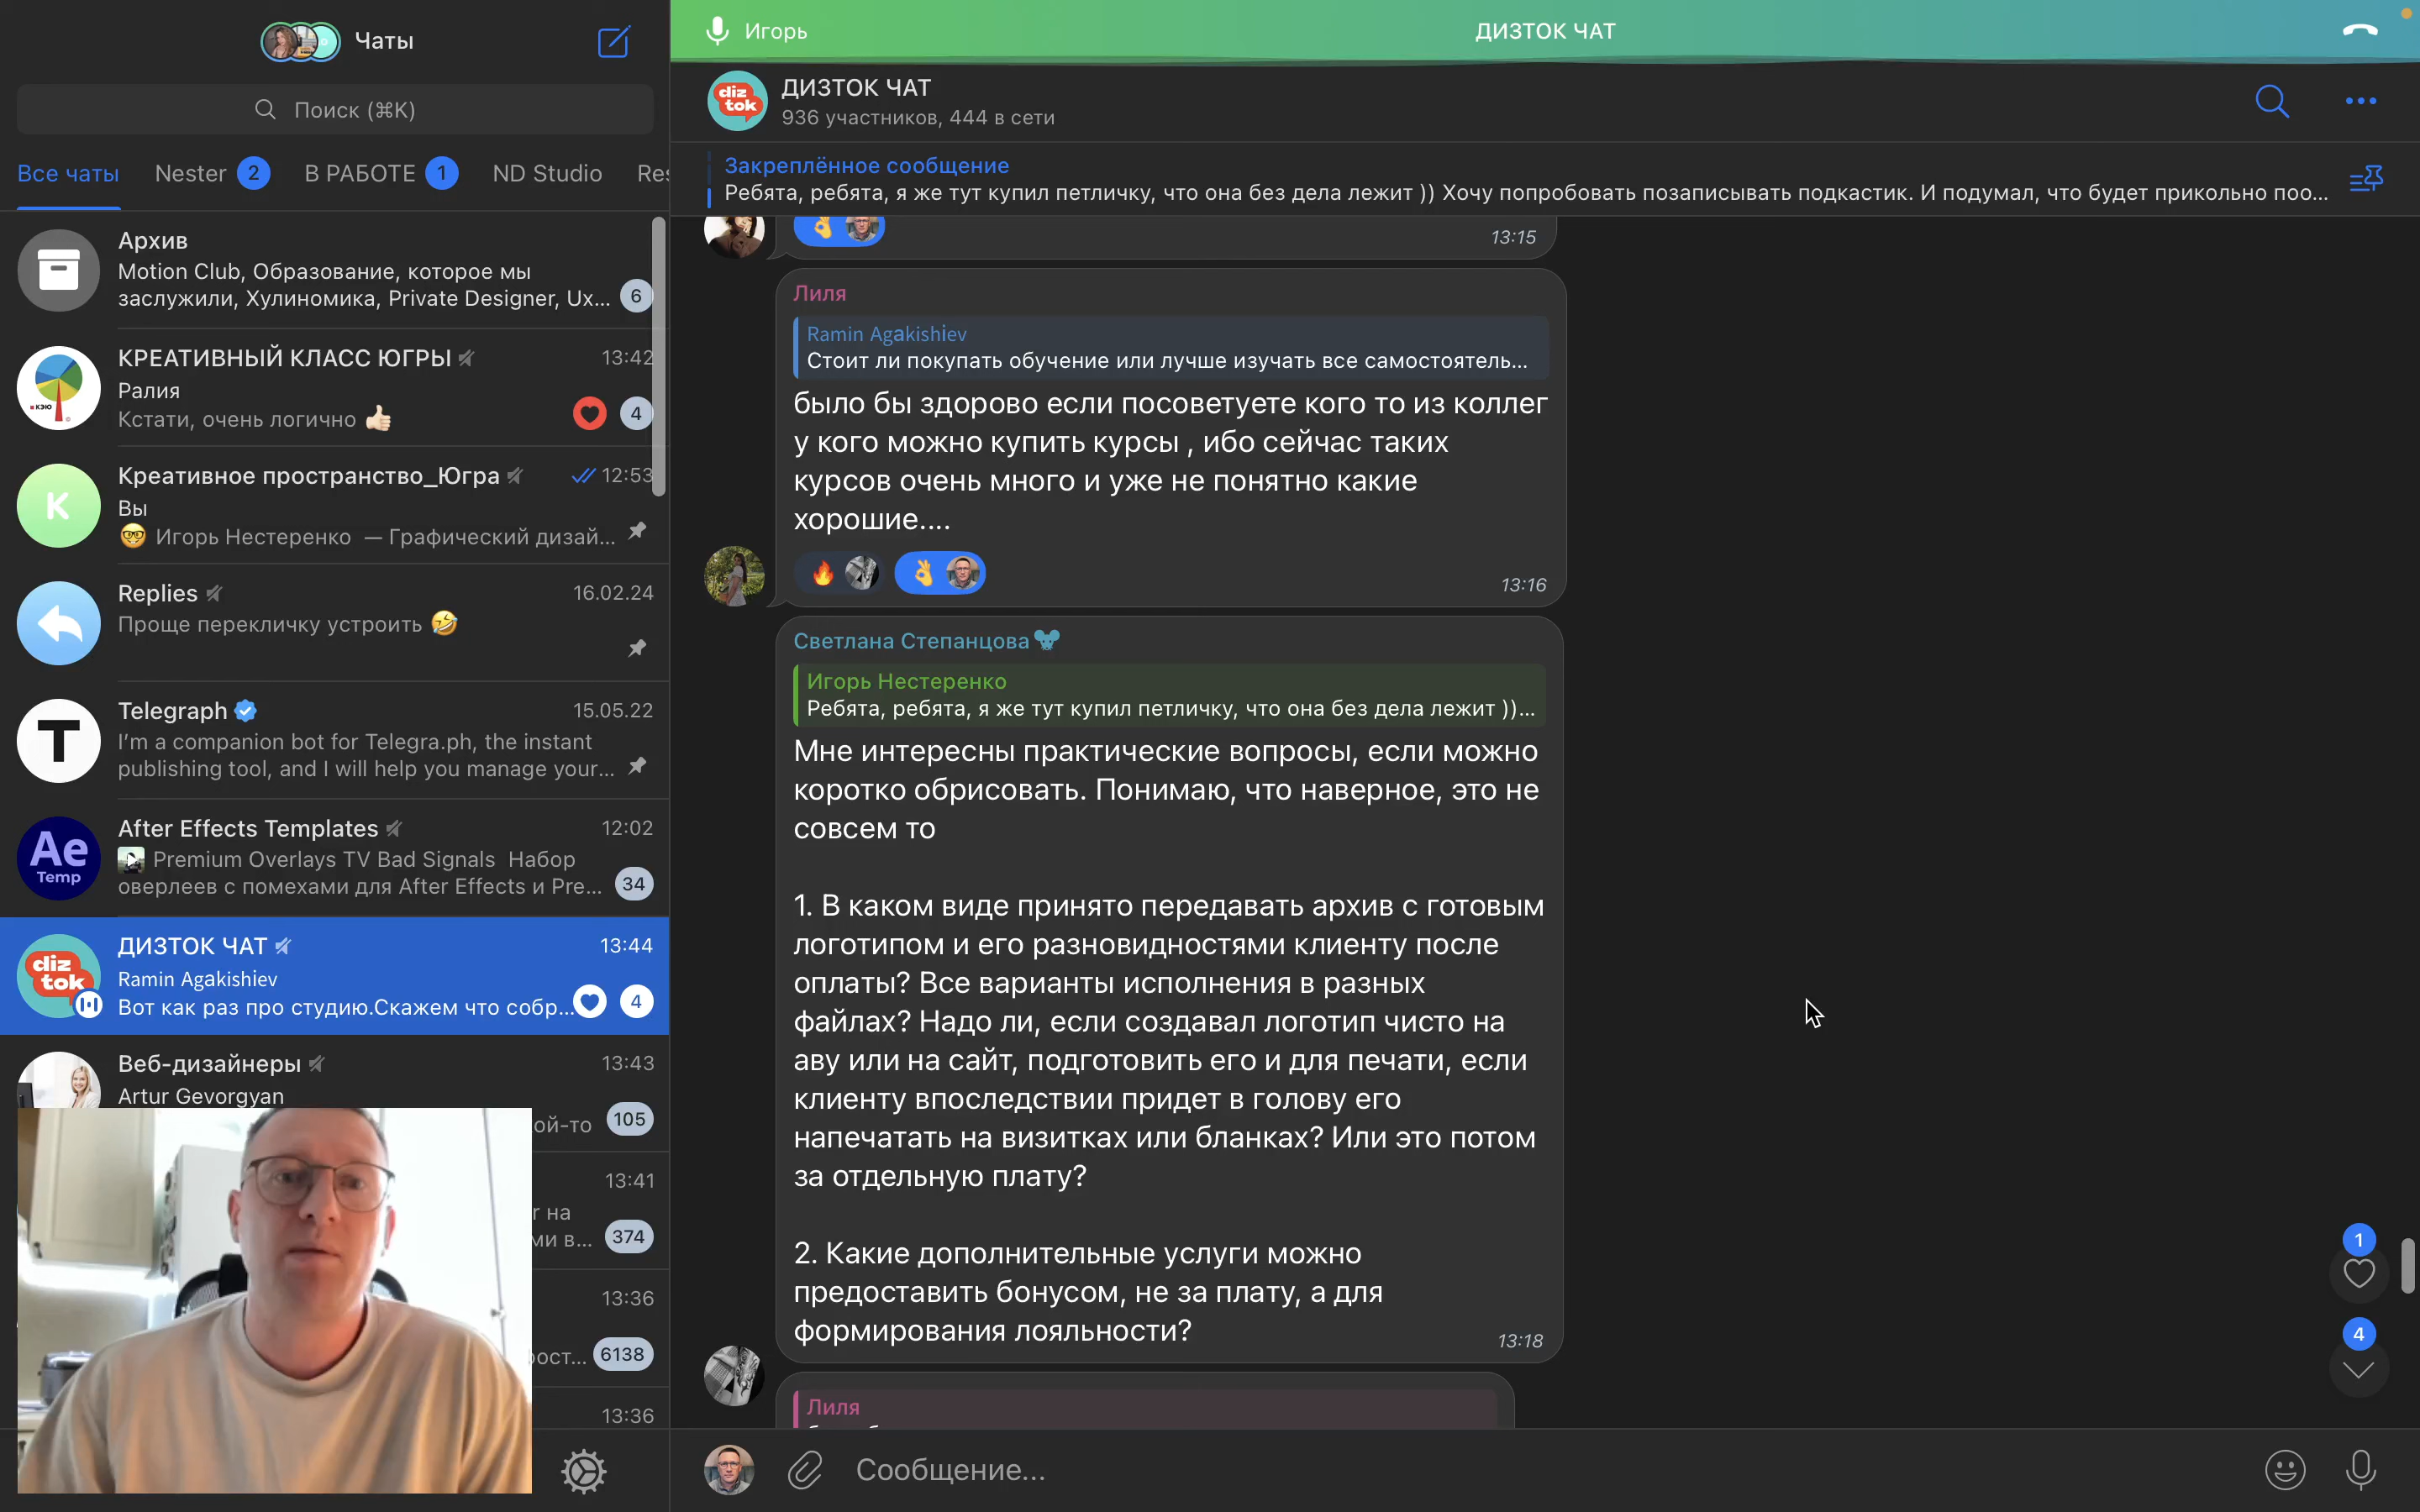 Чаты
Поиск (⌘K)
Все чаты
Nester 2
В РАБОТЕ 1
ND Studio
Res
Архив
Motion Club, Образование, которое мы
заслужили, Хулиномика, Private Designer, Ux...
6
КРЕАТИВНЫЙ КЛАСС ЮГРЫ
13:42
Ралия
Кстати, очень логично 👍🏻
4
КЭЮ
Креативное пространство_Югра
12:53
Вы
🤓 Игорь Нестеренко — Графический дизай...
K
Replies
16.02.24
Проще перекличку устроить 🤣
Telegraph
15.05.22
I'm a companion bot for Telegra.ph, the instant
publishing tool, and I will help you manage your...
T
After Effects Templates
12:02
Premium Overlays TV Bad Signals Набор
оверлеев с помехами для After Effects и Pre...
34
Ae
Temp
ДИЗТОК ЧАТ
13:44
Ramin Agakishiev
Вот как раз про студию.Скажем что собр...
4
diz
tok
Веб-дизайнеры
13:43
Artur Gevorgyan
ой-то
105
13:41
r на
ми в...
374
13:36
рост...
6138
13:36
Игорь
ДИЗТОК ЧАТ
diz
tok
ДИЗТОК ЧАТ
936 участников, 444 в сети
Закреплённое сообщение
Ребята, ребята, я же тут купил петличку, что она без дела лежит )) Хочу попробовать позаписывать подкастик. И подумал, что будет прикольно поо...
👌
13:15
Лиля
Ramin Agakishiev
Стоит ли покупать обучение или лучше изучать все самостоятель...
было бы здорово если посоветуете кого то из коллег
у кого можно купить курсы , ибо сейчас таких
курсов очень много и уже не понятно какие
хорошие....
🔥 👌
13:16
Светлана Степанцова
Игорь Нестеренко
Ребята, ребята, я же тут купил петличку, что она без дела лежит ))...
Мне интересны практические вопросы, если можно
коротко обрисовать. Понимаю, что наверное, это не
совсем то
1. В каком виде принято передавать архив с готовым
логотипом и его разновидностями клиенту после
оплаты? Все варианты исполнения в разных
файлах? Надо ли, если создавал логотип чисто на
аву или на сайт, подготовить его и для печати, если
клиенту впоследствии придет в голову его
напечатать на визитках или бланках? Или это потом
за отдельную плату?
2. Какие дополнительные услуги можно
предоставить бонусом, не за плату, а для
формирования лояльности?
13:18
Лиля
1
4
Сообщение...